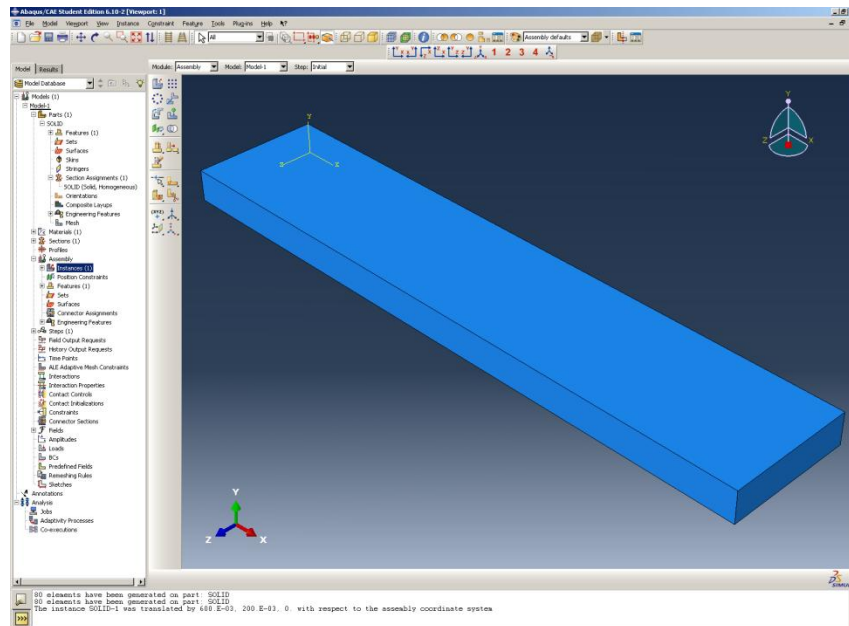 Abaqus/CAE Student Edition 6.10-2 [Viewport: 1]
File Model Viewport View Instance Constraint Feature Tools Plug-ins Help
All
Assembly defaults
1 2 3 4
Model Results
Module: Assembly Model: Model-1 Step: Initial
Model Database
Models (1)
Model-1
Parts (1)
SOLID
Features (1)
Sets
Surfaces
Skins
Stringers
Section Assignments (1)
SOLID (Solid, Homogeneous)
Orientations
Composite Layups
Engineering Features
Mesh
Materials (1)
Sections (1)
Profiles
Assembly
Instances (1)
Position Constraints
Features (1)
Sets
Surfaces
Connector Assignments
Engineering Features
Steps (1)
Field Output Requests
History Output Requests
Time Points
ALE Adaptive Mesh Constraints
Interactions
Interaction Properties
Contact Controls
Contact Initializations
Constraints
Connector Sections
Fields
Amplitudes
Loads
BCs
Predefined Fields
Remeshing Rules
Sketches
Annotations
Analysis
Jobs
Adaptivity Processes
Co-executions
Y
Z X
Y
Z X
Y
Z X
80 elements have been generated on part: SOLID
80 elements have been generated on part: SOLID
The instance SOLID-1 was translated by 600.E-03, 200.E-03, 0. with respect to the assembly coordinate system